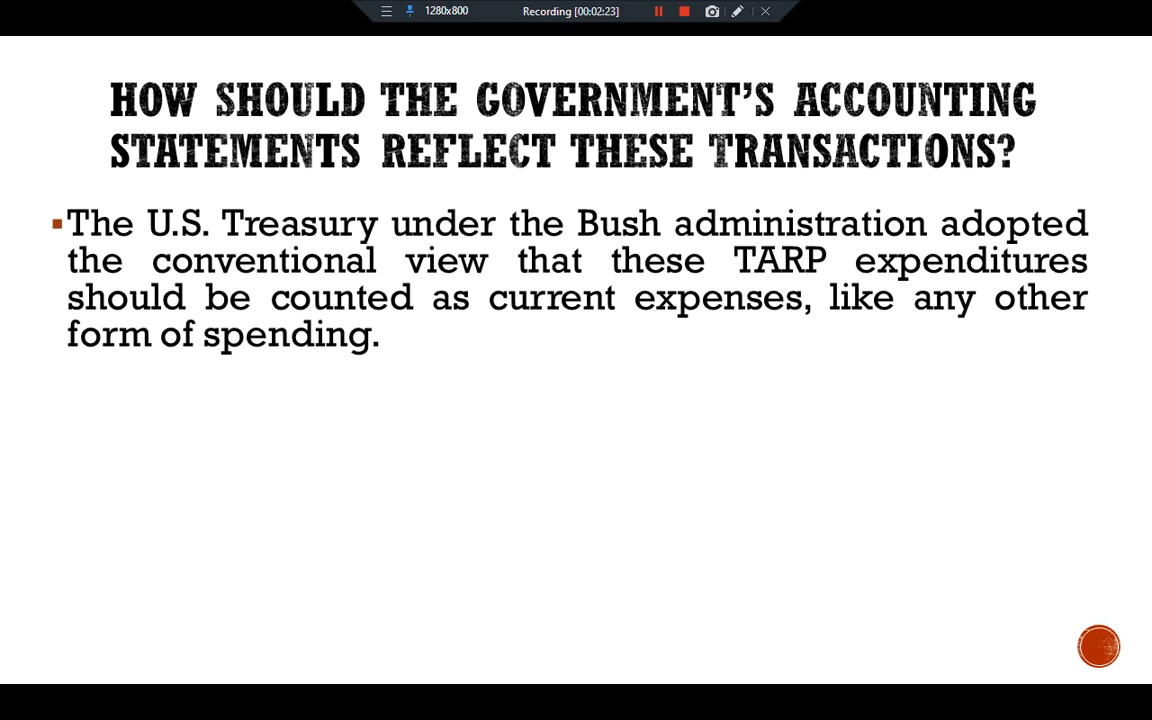 1280x800 Recording [00:02:23]
HOW SHOULD THE GOVERNMENT’S ACCOUNTING
STATEMENTS REFLECT THESE TRANSACTIONS?
▪The U.S. Treasury under the Bush administration adopted
the conventional view that these TARP expenditures
should be counted as current expenses, like any other
form of spending.